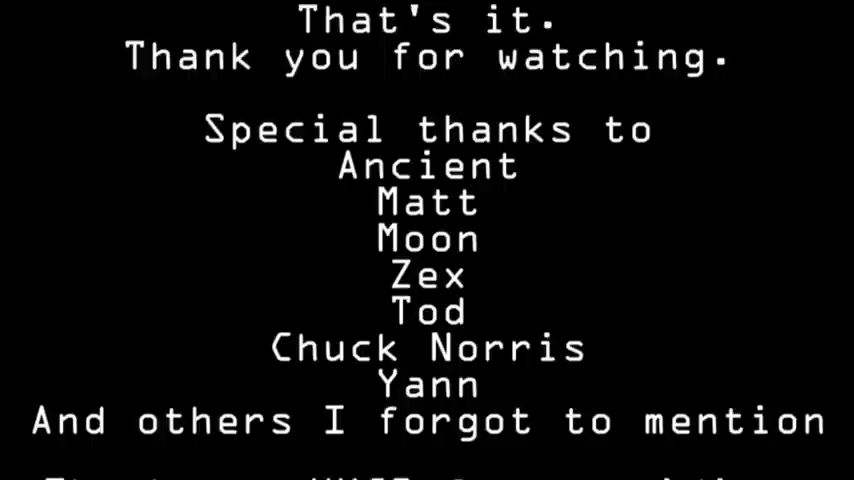 That's it.
Thank you for watching.
Special thanks to
Ancient
Matt
Moon
Zex
Tod
Chuck Norris
Yann
And others I forgot to mention